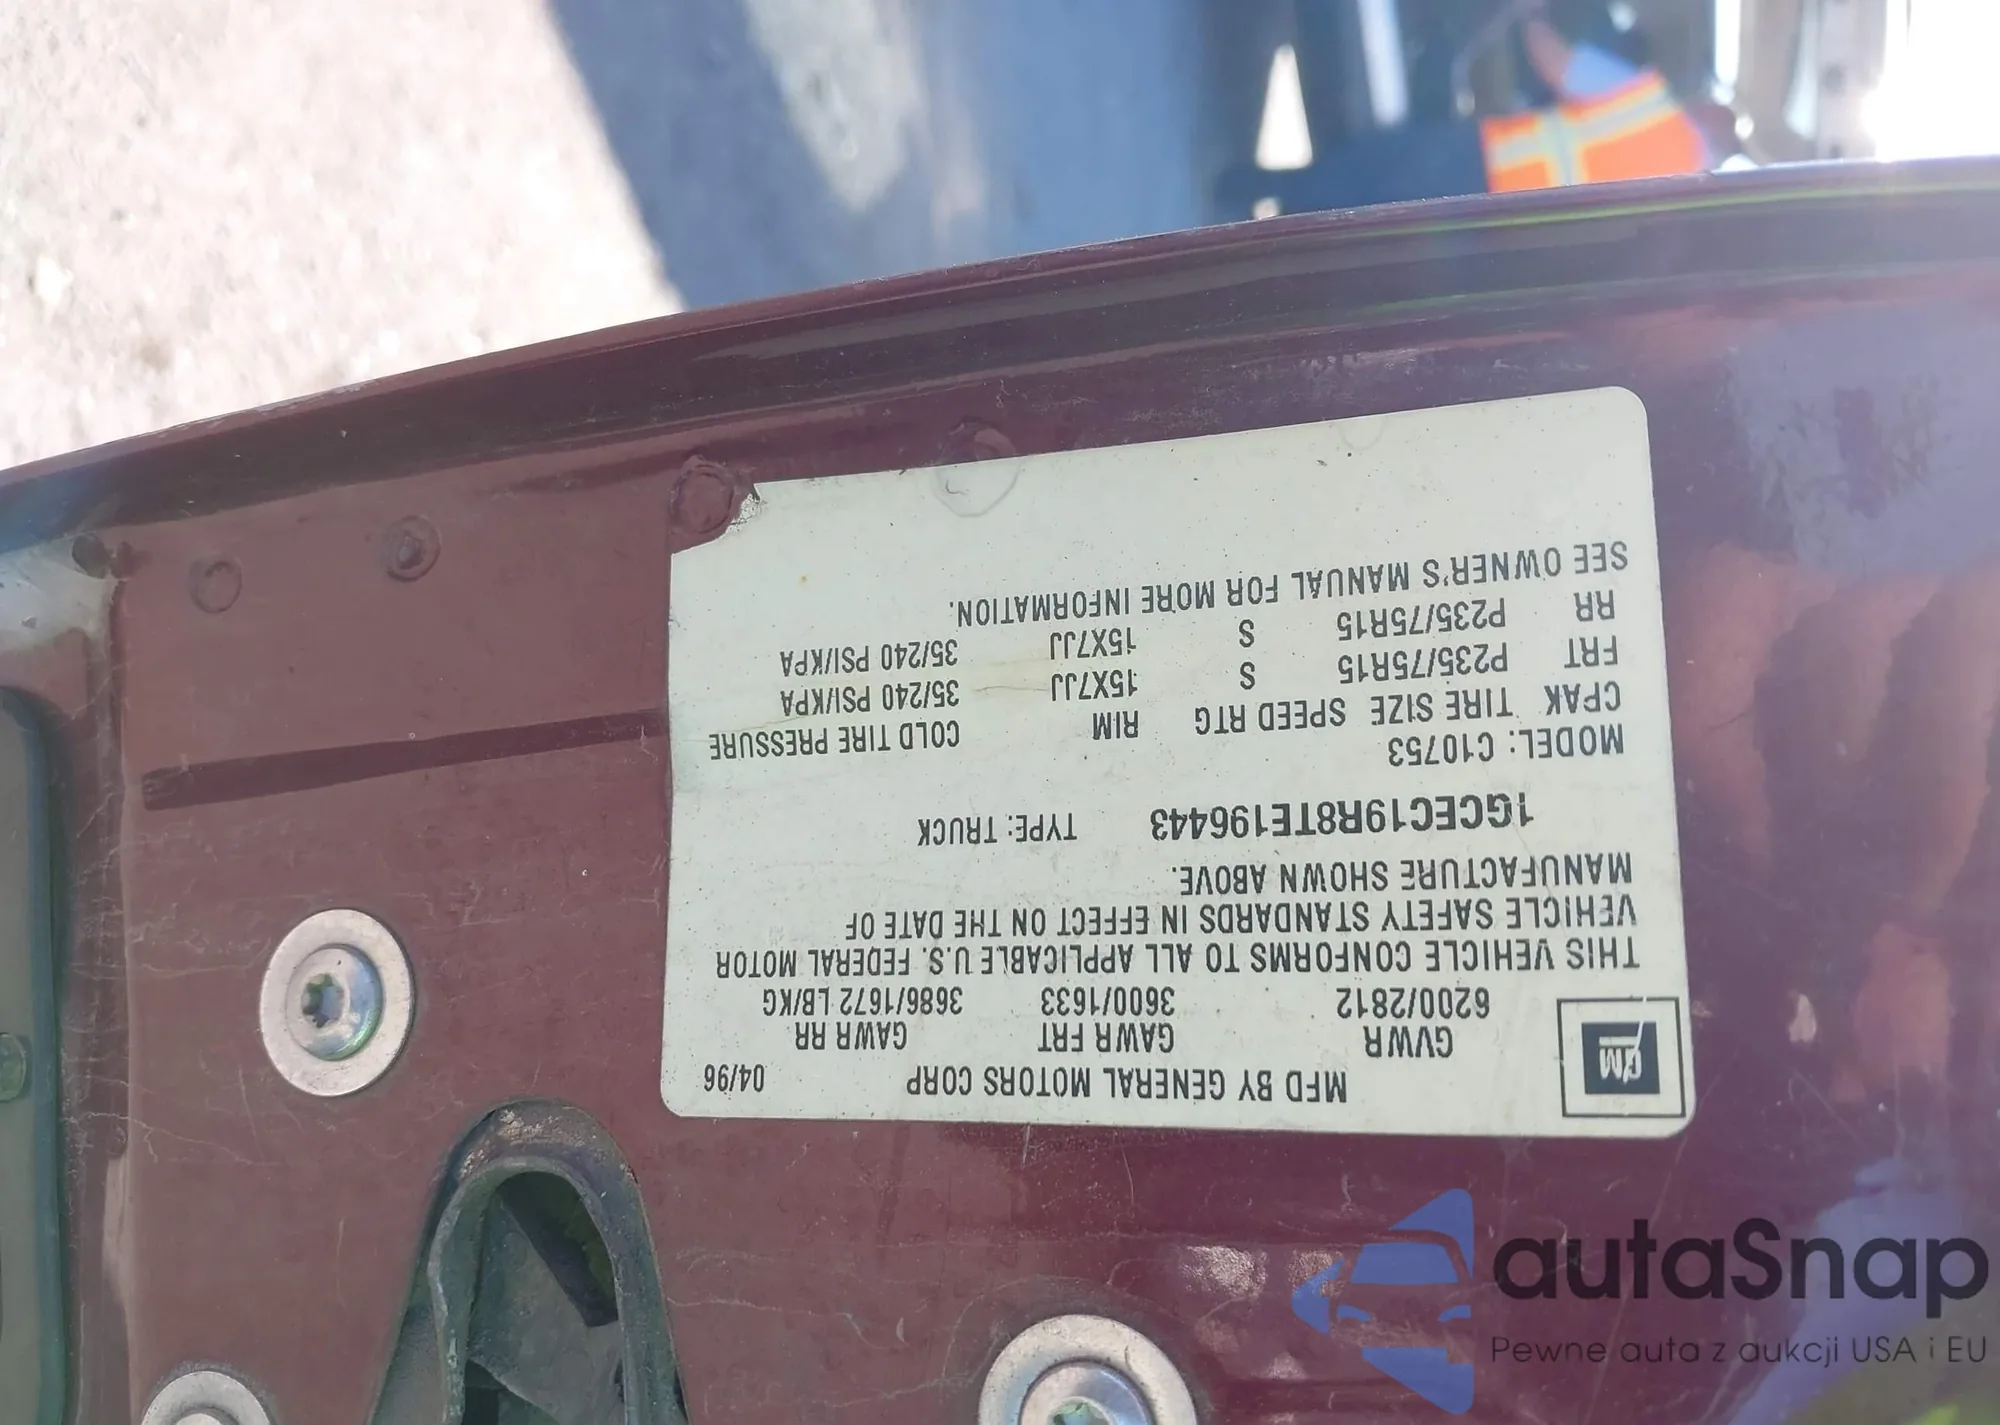 GM
MFD BY GENERAL MOTORS CORP 04/96
GVWR GAWR FRT GAWR RR
6200/2812 3600/1633 3686/1672 LB/KG
THIS VEHICLE CONFORMS TO ALL APPLICABLE U.S. FEDERAL MOTOR
VEHICLE SAFETY STANDARDS IN EFFECT ON THE DATE OF
MANUFACTURE SHOWN ABOVE.
1GCEC19R8TE196443 TYPE: TRUCK
MODEL: C10753
CPAK TIRE SIZE SPEED RTG RIM COLD TIRE PRESSURE
FRT P235/75R15 S 15X7JJ 35/240 PSI/KPA
RR P235/75R15 S 15X7JJ 35/240 PSI/KPA
SEE OWNER'S MANUAL FOR MORE INFORMATION.
autaSnap
Pewne auta z aukcji USA i EU